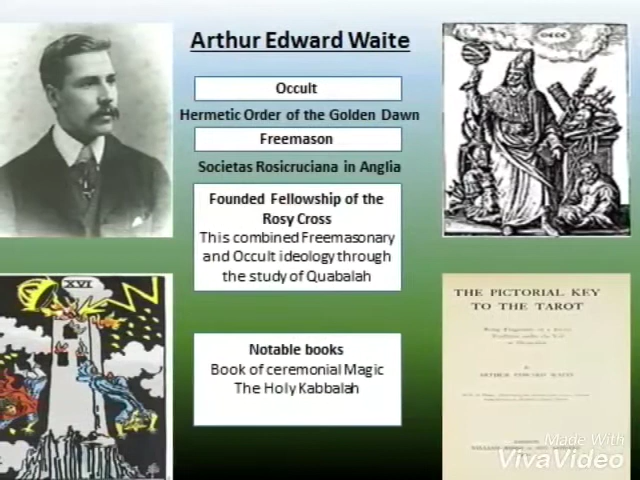 Arthur Edward Waite
Occult
Hermetic Order of the Golden Dawn
Freemason
Societas Rosicruciana in Anglia
Founded Fellowship of the
Rosy Cross
This combined Freemasonary
and Occult ideology through
the study of Quabalah
Notable books
Book of ceremonial Magic
The Holy Kabbalah
XVI
THE PICTORIAL KEY
TO THE TAROT
ARTHUR EDWARD WAITE
Made With
VivaVideo